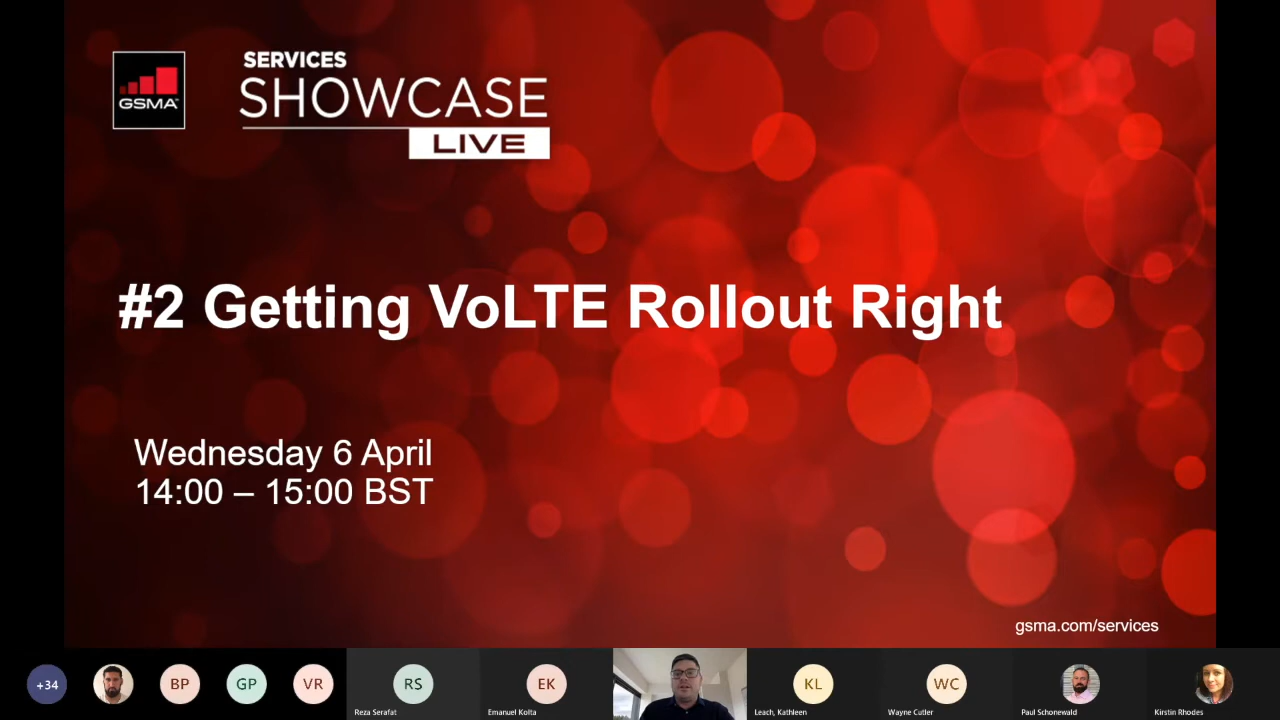 GSMA™
SERVICES
SHOWCASE
LIVE
#2 Getting VoLTE Rollout Right
Wednesday 6 April
14:00 – 15:00 BST
gsma.com/services
+34
BP
GP
VR
RS
EK
KL
WC
Reza Serafat
Emanuel Kolta
Leach, Kathleen
Wayne Cutler
Paul Schonewald
Kirstin Rhodes